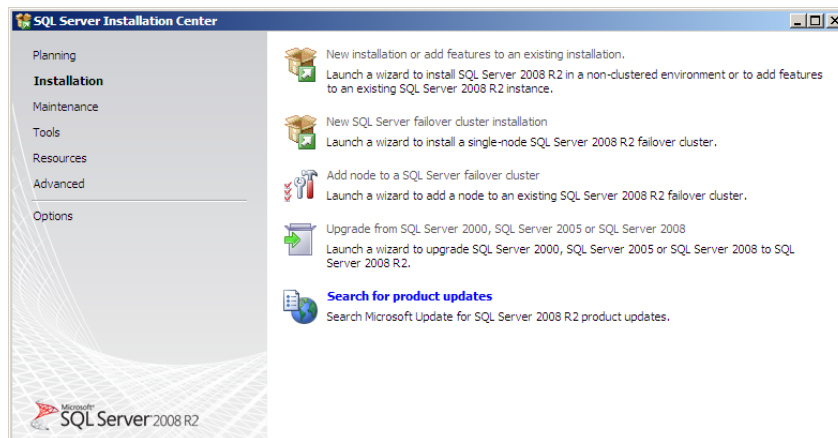 SQL Server Installation Center
Planning
Installation
Maintenance
Tools
Resources
Advanced
Options
New installation or add features to an existing installation.
Launch a wizard to install SQL Server 2008 R2 in a non-clustered environment or to add features
to an existing SQL Server 2008 R2 instance.
New SQL Server failover cluster installation
Launch a wizard to install a single-node SQL Server 2008 R2 failover cluster.
Add node to a SQL Server failover cluster
Launch a wizard to add a node to an existing SQL Server 2008 R2 failover cluster.
Upgrade from SQL Server 2000, SQL Server 2005 or SQL Server 2008
Launch a wizard to upgrade SQL Server 2000, SQL Server 2005 or SQL Server 2008 to SQL
Server 2008 R2.
Search for product updates
Search Microsoft Update for SQL Server 2008 R2 product updates.
Microsoft
SQL Server 2008 R2